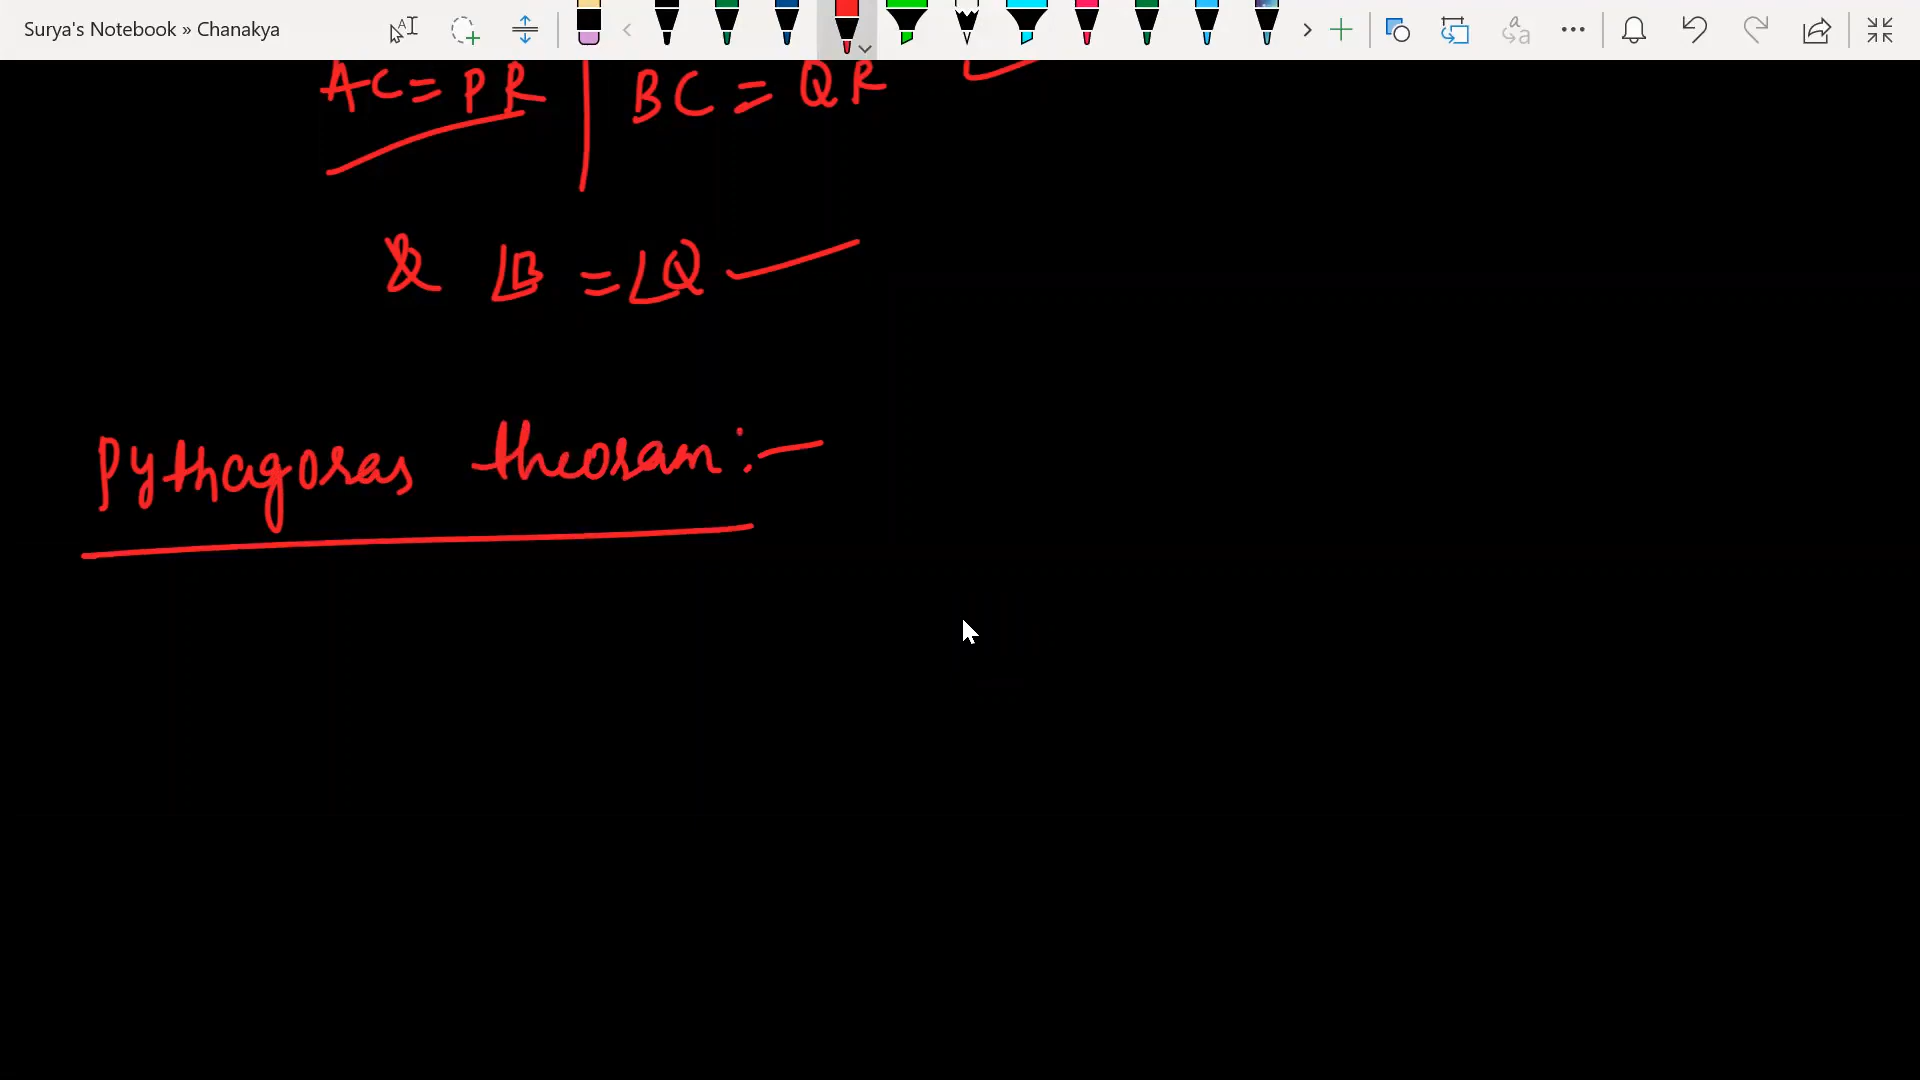 Surya's Notebook » Chanakya
AC = PR | BC = QR
& ∠B = ∠Q
Pythagoras theoram :-